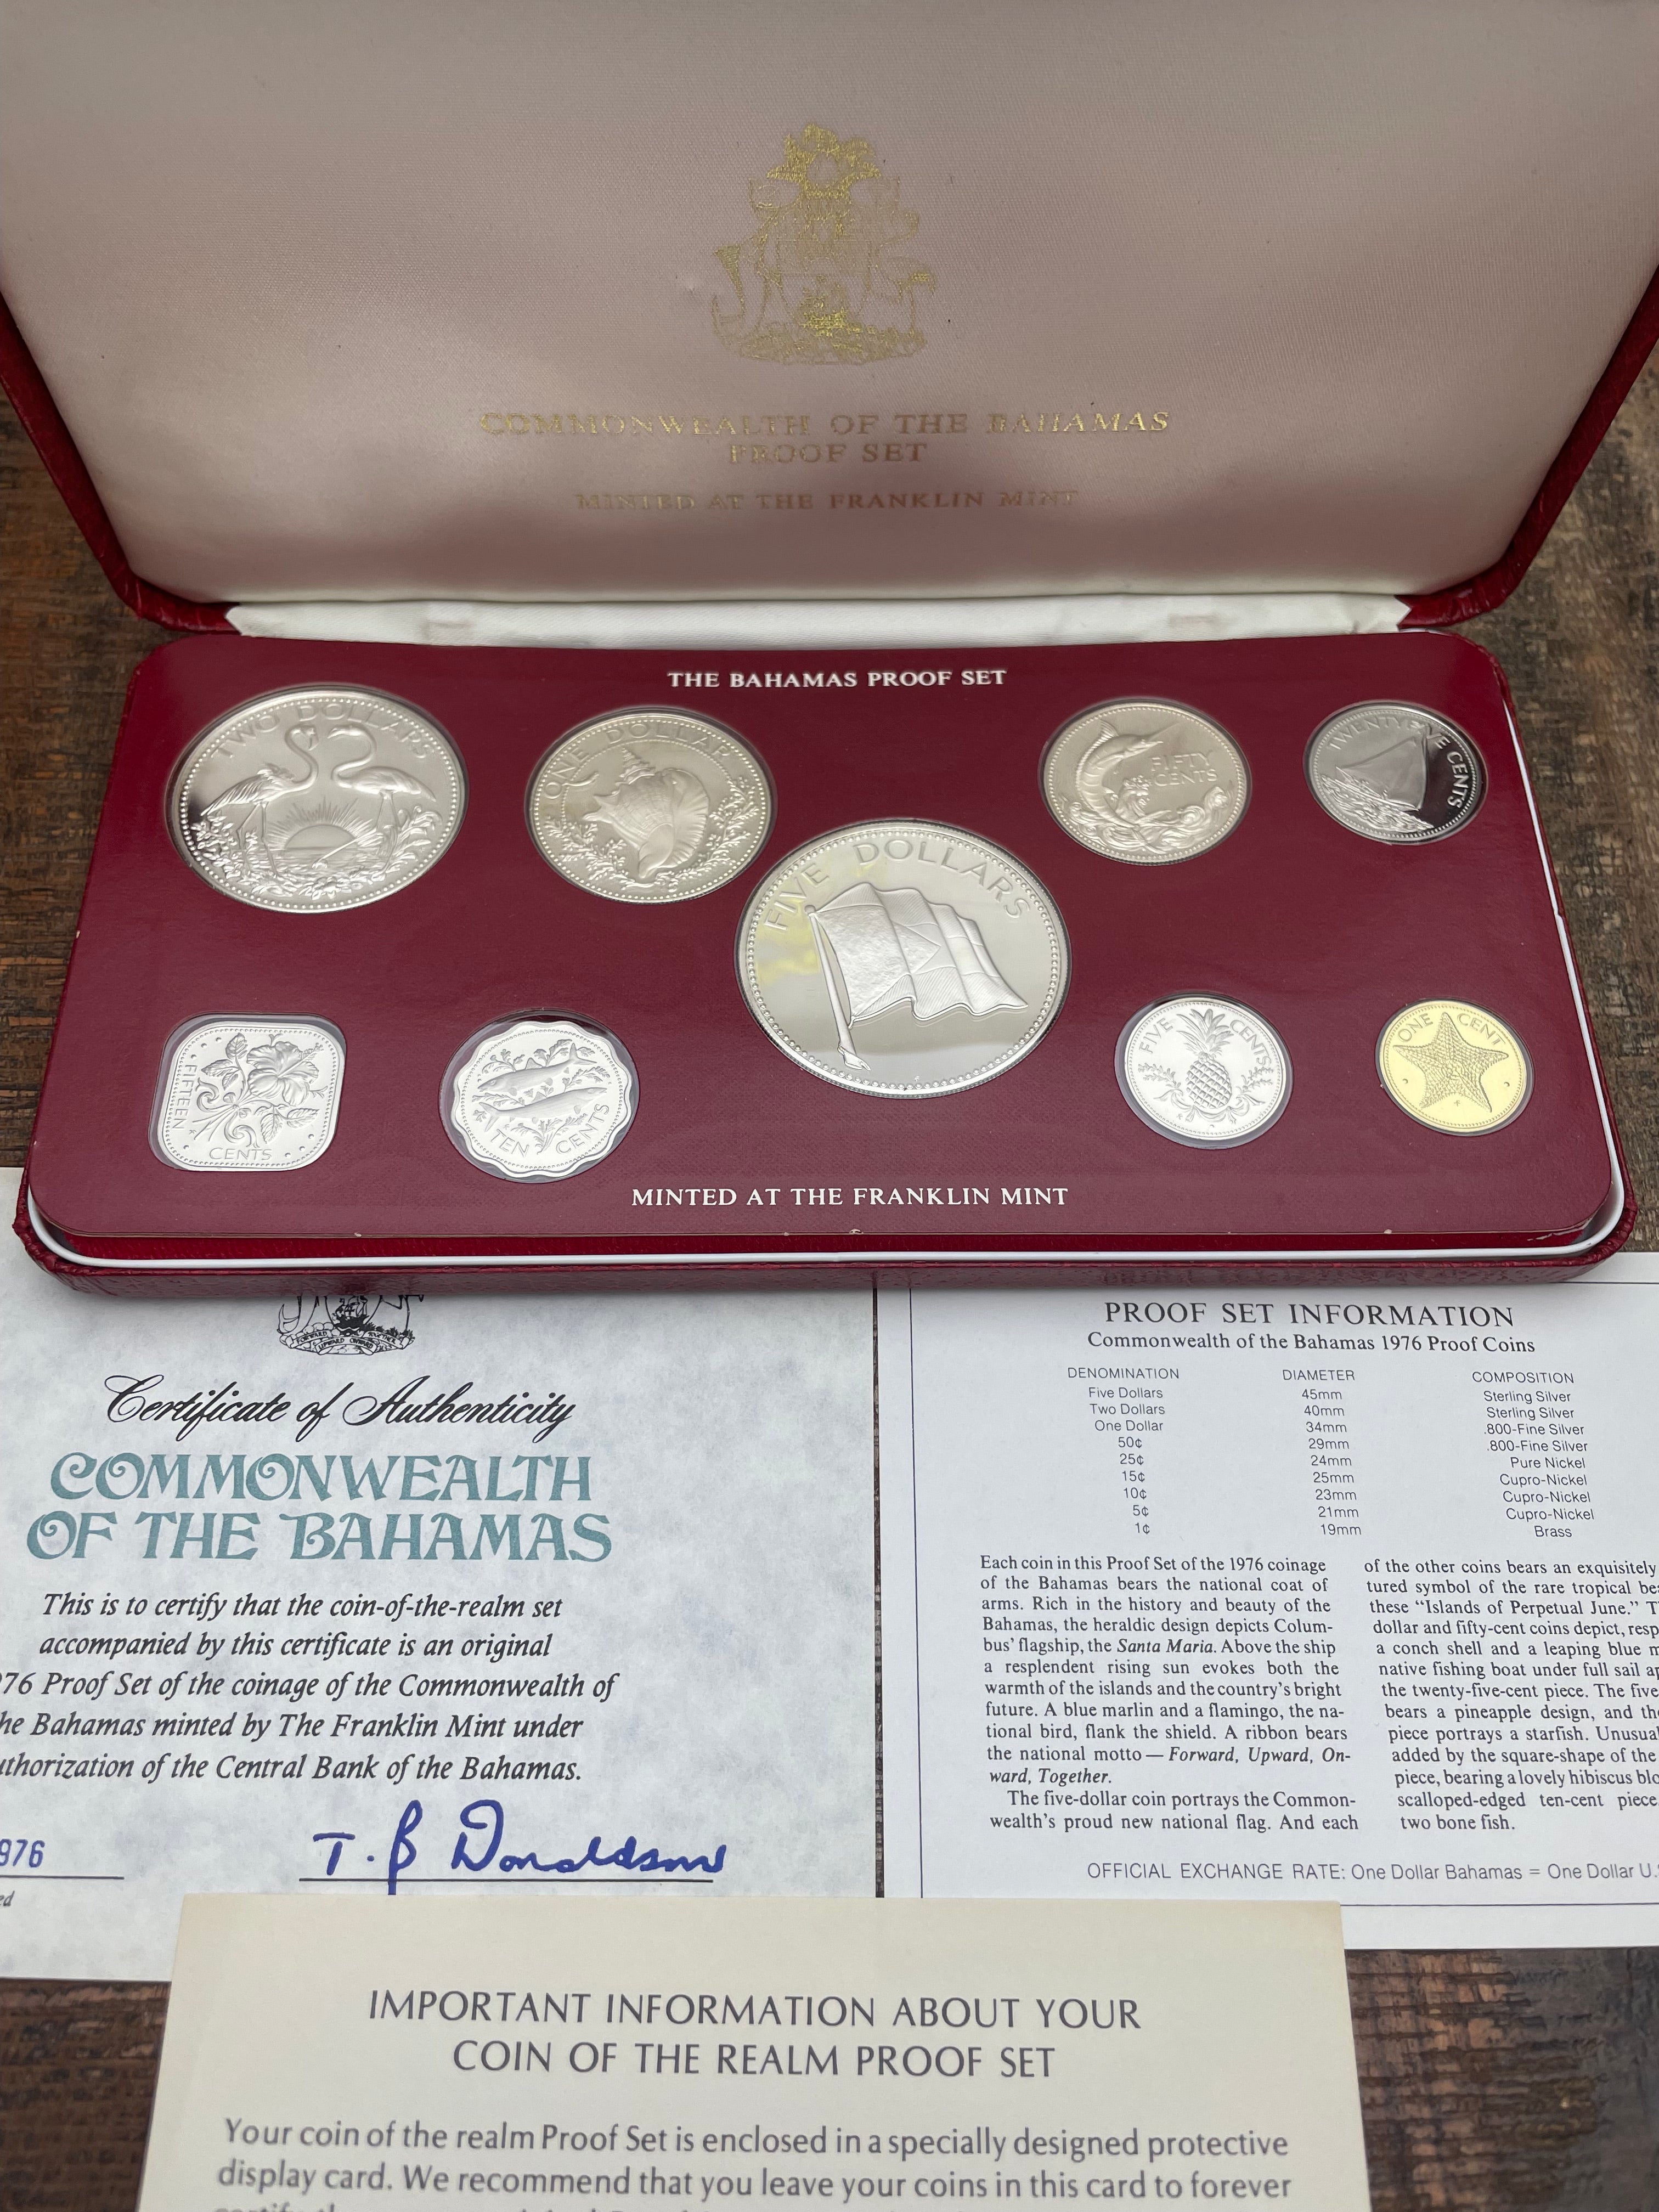 COMMONWEALTH OF THE BAHAMAS
PROOF SET
MINTED AT THE FRANKLIN MINT
THE BAHAMAS PROOF SET
TWO DOLLARS
ONE DOLLAR
FIFTY
CENTS
TWENTY FIVE CENTS
FIVE DOLLARS
FIFTEEN
CENTS
TEN CENTS
FIVE CENTS
ONE CENT
MINTED AT THE FRANKLIN MINT
FORWARD UPWARD ONWARD TOGETHER
Certificate of Authenticity
COMMONWEALTH
OF THE BAHAMAS
This is to certify that the coin-of-the-realm set
accompanied by this certificate is an original
76 Proof Set of the coinage of the Commonwealth of
he Bahamas minted by The Franklin Mint under
uthorization of the Central Bank of the Bahamas.
976
T. B Donaldson
ed
PROOF SET INFORMATION
Commonwealth of the Bahamas 1976 Proof Coins
DENOMINATION DIAMETER COMPOSITION
Five Dollars 45mm Sterling Silver
Two Dollars 40mm Sterling Silver
One Dollar 34mm .800-Fine Silver
50¢ 29mm .800-Fine Silver
25¢ 24mm Pure Nickel
15¢ 25mm Cupro-Nickel
10¢ 23mm Cupro-Nickel
5¢ 21mm Cupro-Nickel
1¢ 19mm Brass
Each coin in this Proof Set of the 1976 coinage
of the Bahamas bears the national coat of
arms. Rich in the history and beauty of the
Bahamas, the heraldic design depicts Colum-
bus' flagship, the Santa Maria. Above the ship
a resplendent rising sun evokes both the
warmth of the islands and the country's bright
future. A blue marlin and a flamingo, the na-
tional bird, flank the shield. A ribbon bears
the national motto — Forward, Upward, On-
ward, Together.
The five-dollar coin portrays the Common-
wealth's proud new national flag. And each
of the other coins bears an exquisitely
tured symbol of the rare tropical bea
these “Islands of Perpetual June.” T
dollar and fifty-cent coins depict, resp
a conch shell and a leaping blue m
native fishing boat under full sail ap
the twenty-five-cent piece. The five
bears a pineapple design, and the
piece portrays a starfish. Unusual
added by the square-shape of the
piece, bearing a lovely hibiscus blo
scalloped-edged ten-cent piece
two bone fish.
OFFICIAL EXCHANGE RATE: One Dollar Bahamas = One Dollar U.S
IMPORTANT INFORMATION ABOUT YOUR
COIN OF THE REALM PROOF SET
Your coin of the realm Proof Set is enclosed in a specially designed protective
display card. We recommend that you leave your coins in this card to forever